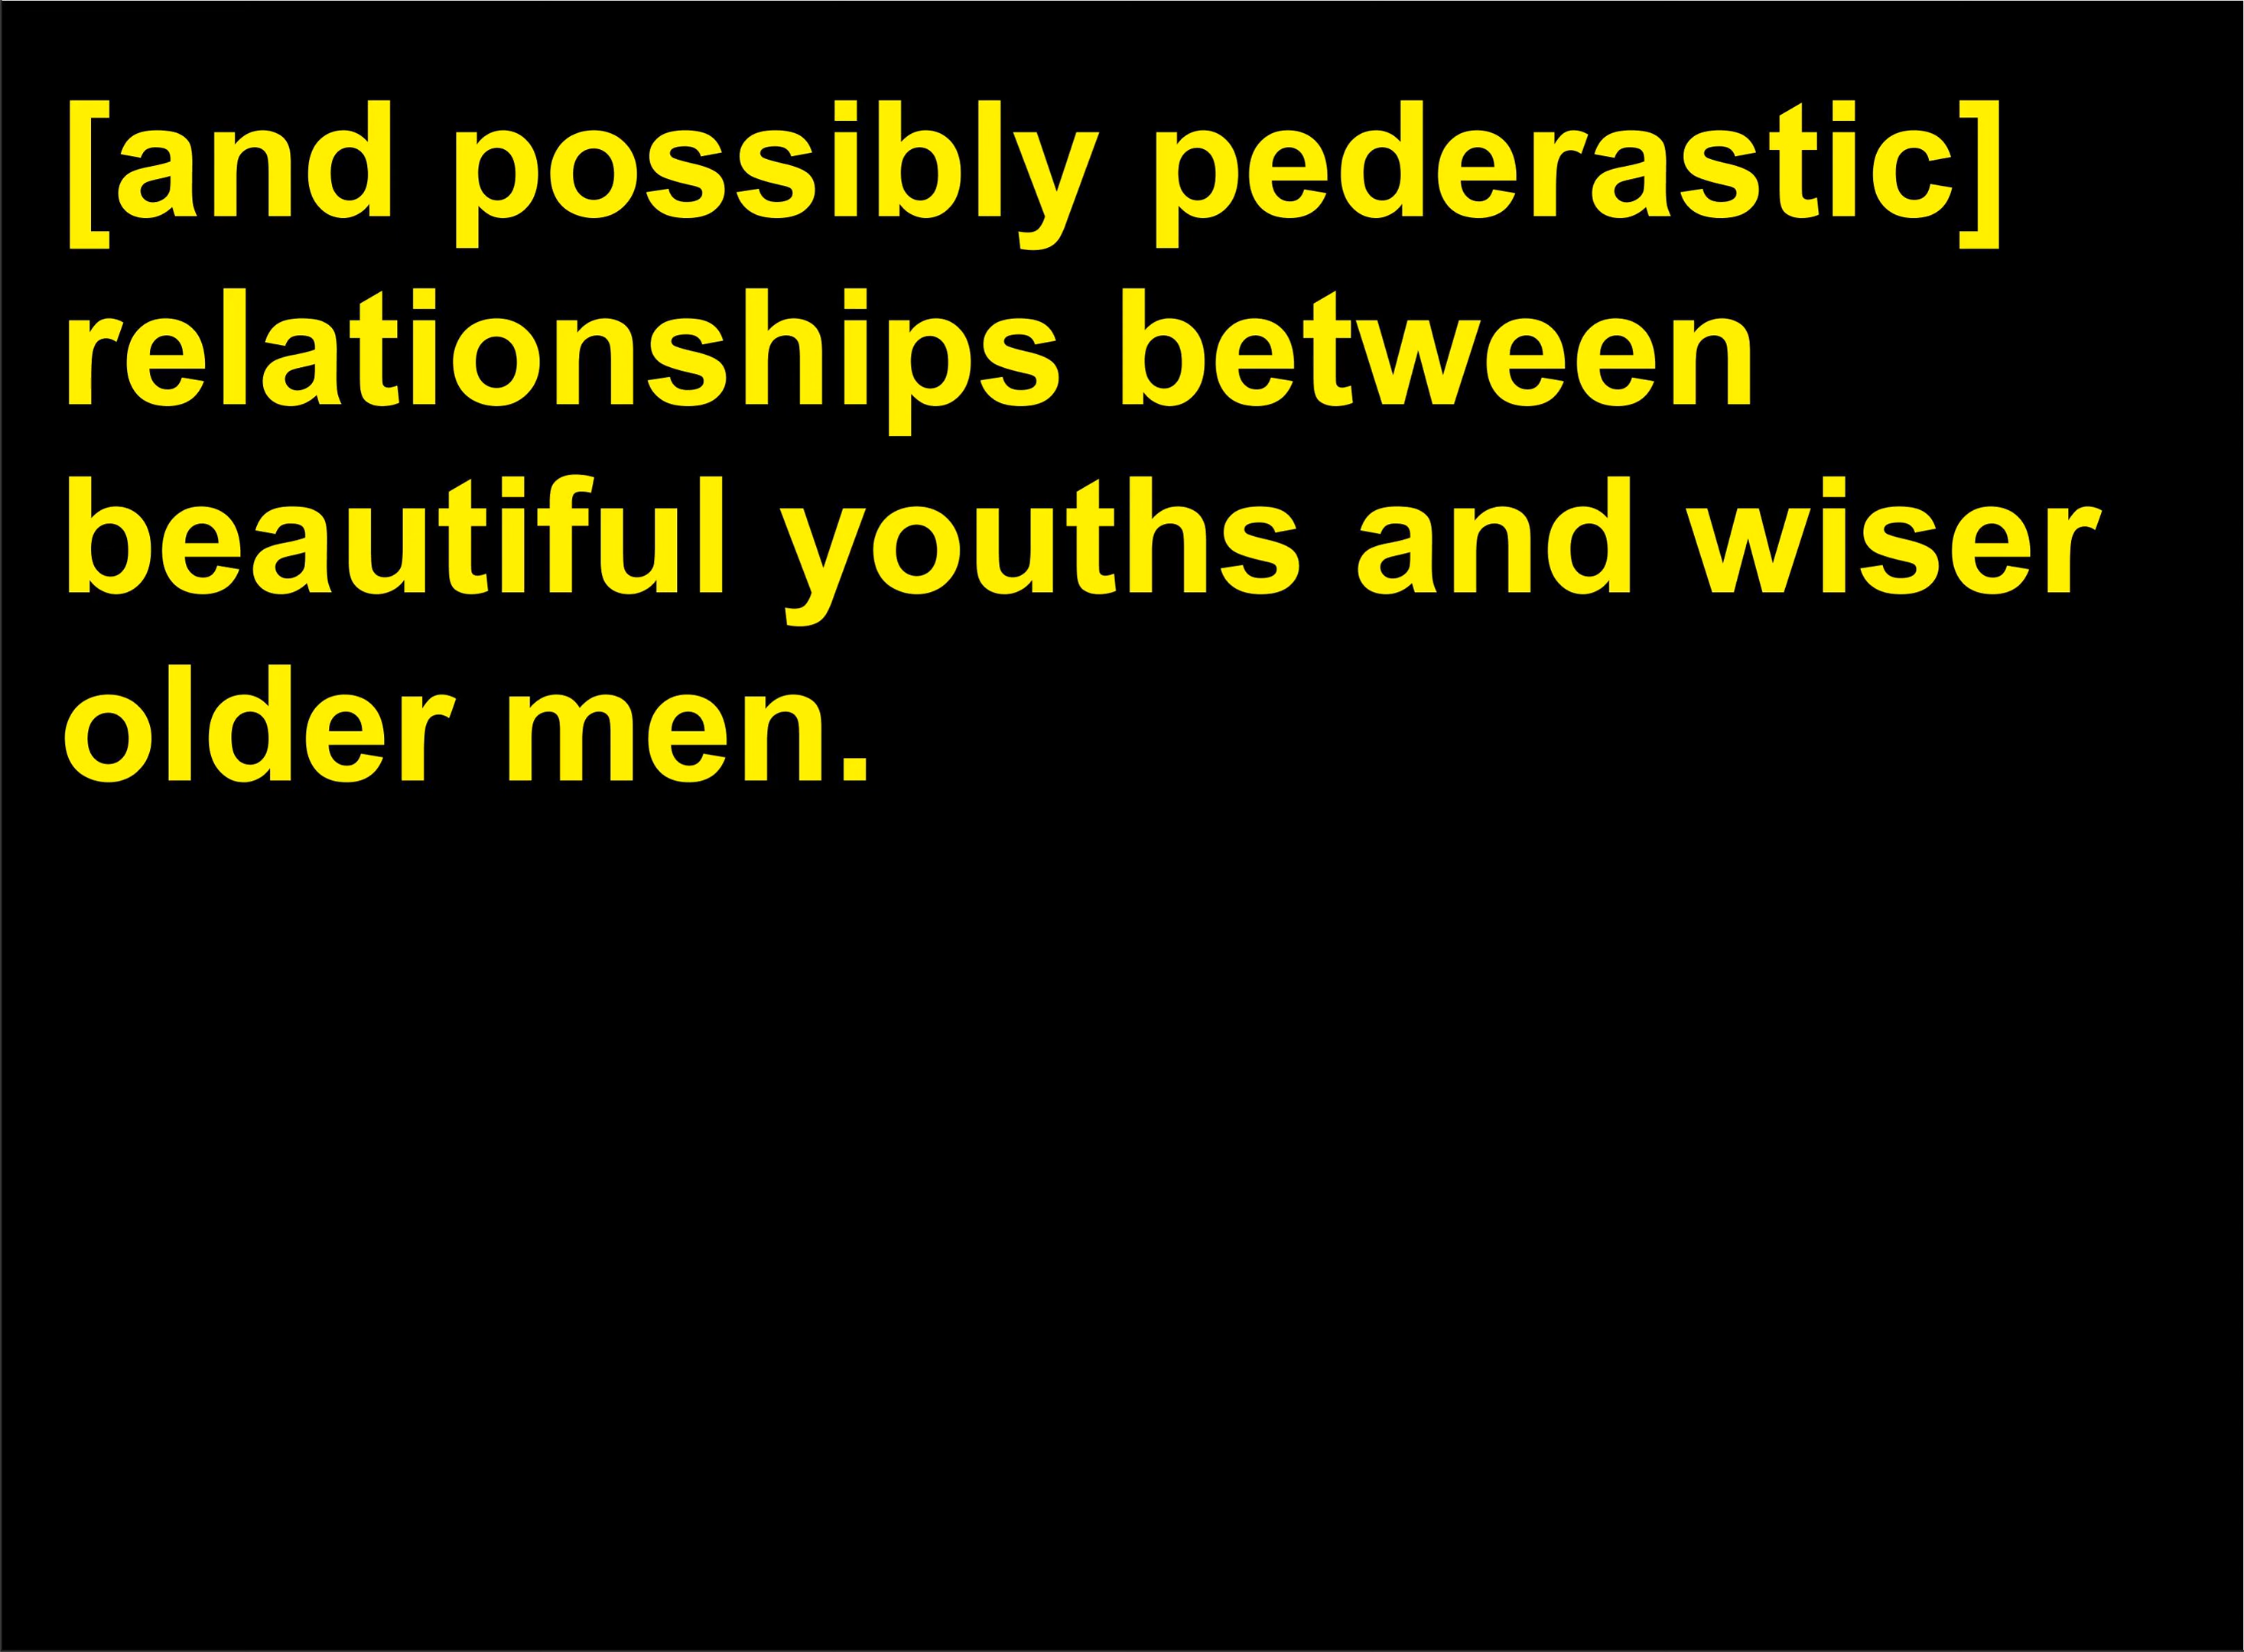 [and possibly pederastic]
relationships between
beautiful youths and wiser
older men.